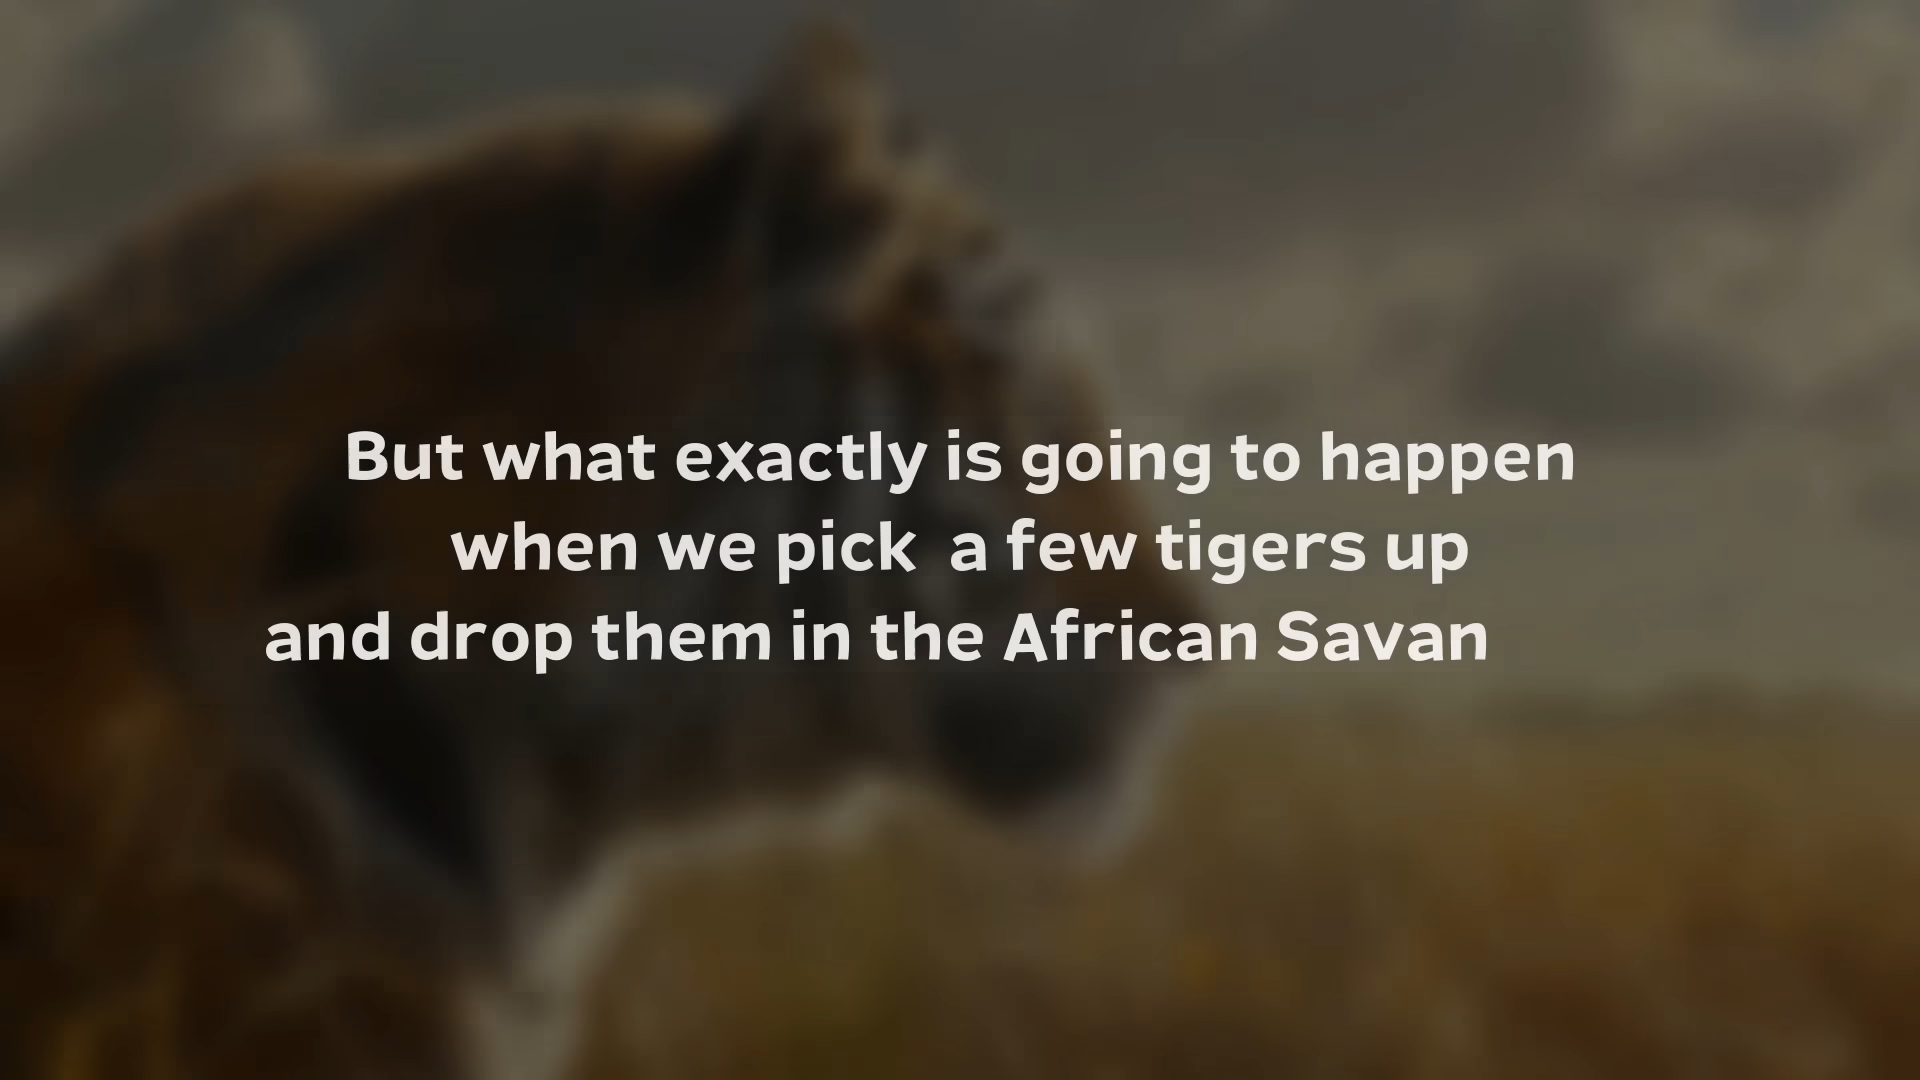 But what exactly is going to happen
when we pick  a few tigers up
and drop them in the African Savan